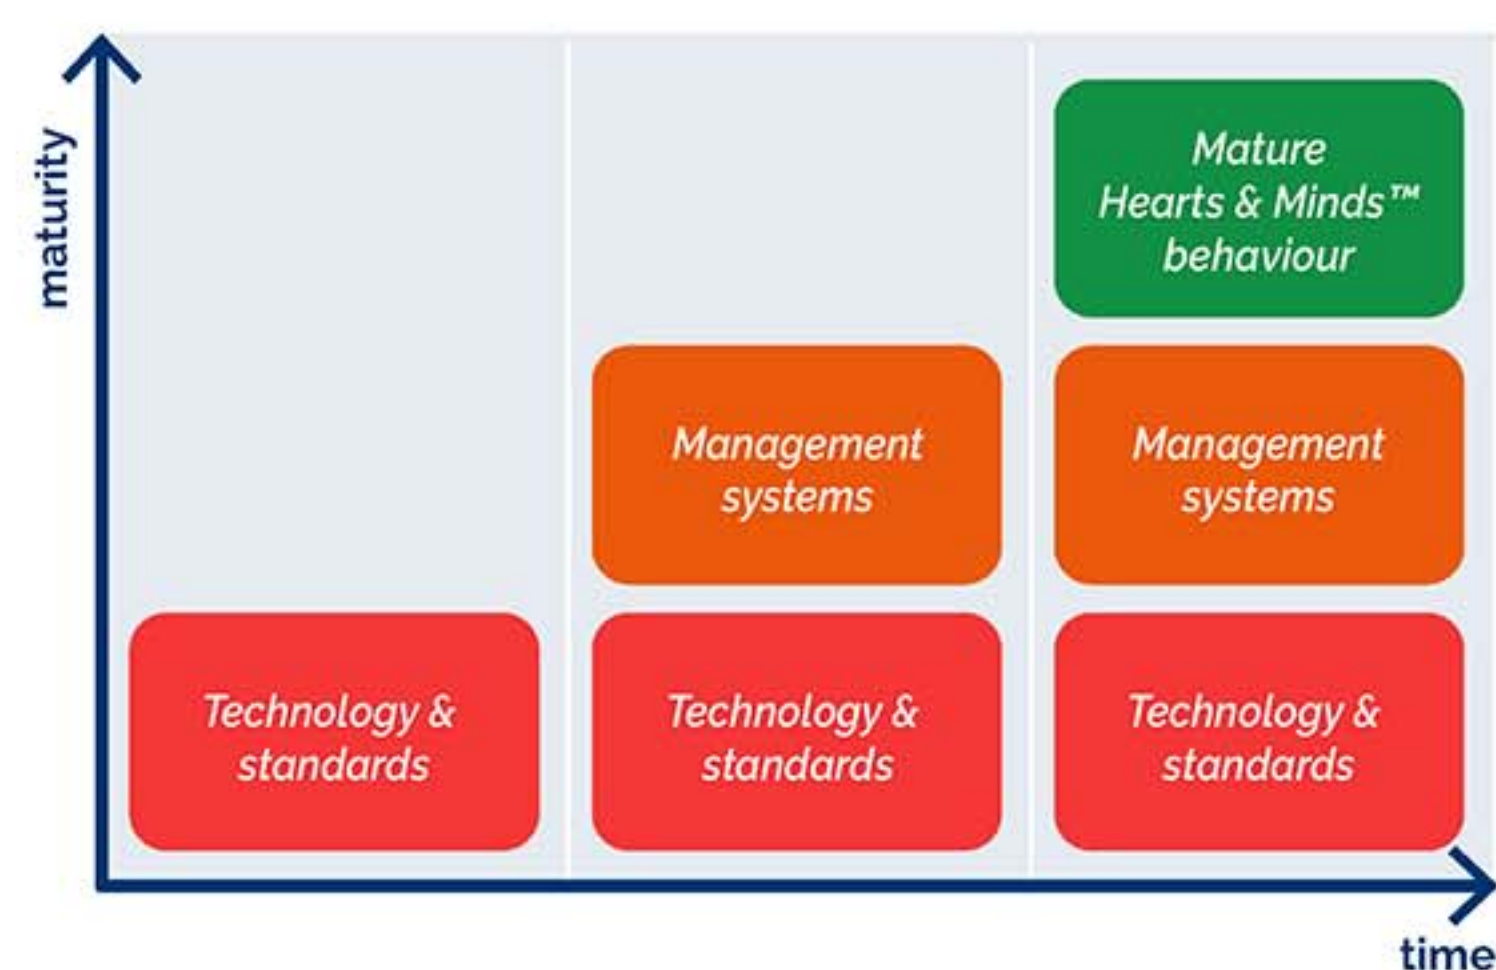 maturity
Mature
Hearts & Minds™
behaviour
Management
systems
Management
systems
Technology &
standards
Technology &
standards
Technology &
standards
time